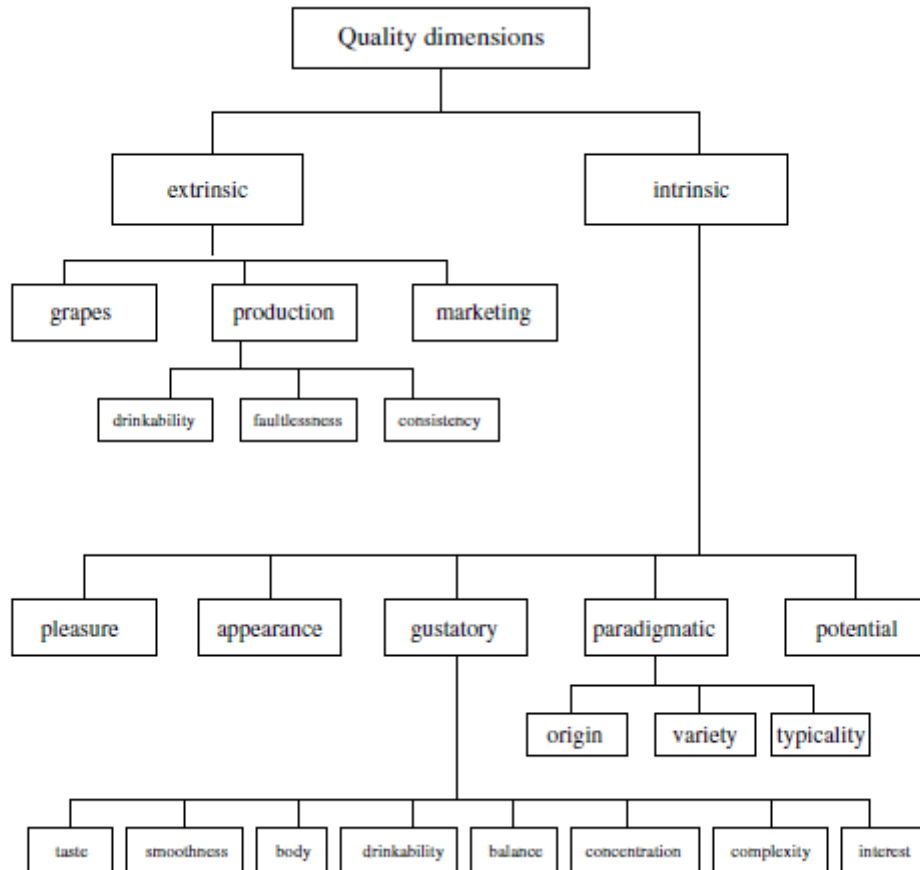 Quality dimensions
extrinsic
intrinsic
grapes
production
marketing
drinkability
faultlessness
consistency
pleasure
appearance
gustatory
paradigmatic
potential
origin
variety
typicality
taste
smoothness
body
drinkability
balance
concentration
complexity
interest